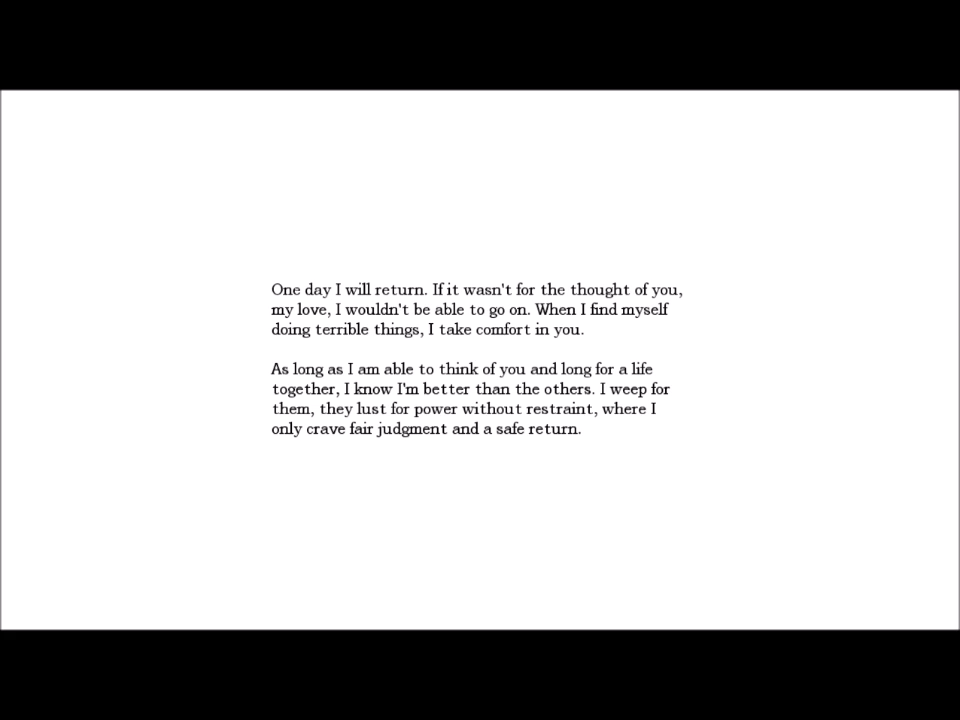 One day I will return. If it wasn't for the thought of you,
my love, I wouldn't be able to go on. When I find myself
doing terrible things, I take comfort in you.
As long as I am able to think of you and long for a life
together, I know I'm better than the others. I weep for
them, they lust for power without restraint, where I
only crave fair judgment and a safe return.